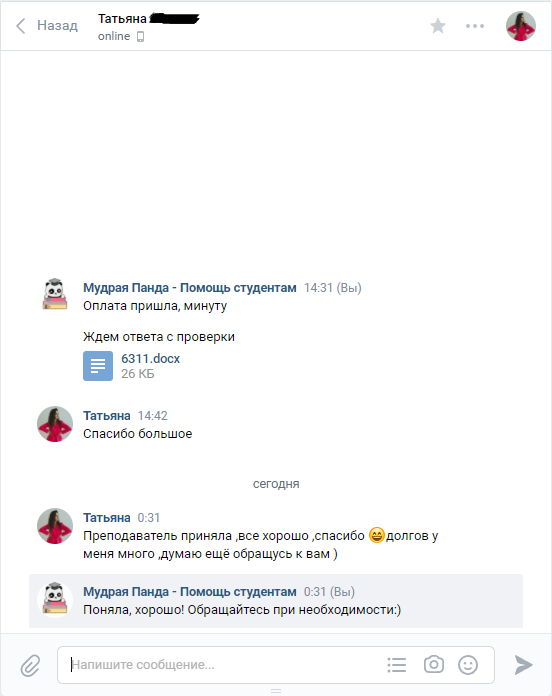 Назад
Татьяна
online
Мудрая Панда - Помощь студентам 14:31 (Вы)
Оплата пришла, минуту
Ждем ответа с проверки
6311.docx
26 КБ
Татьяна 14:42
Спасибо большое
сегодня
Татьяна 0:31
Преподаватель приняла ,все хорошо ,спасибо 😄долгов у
меня много ,думаю ещё обращусь к вам )
Мудрая Панда - Помощь студентам 0:31 (Вы)
Поняла, хорошо! Обращайтесь при необходимости:)
Напишите сообщение...